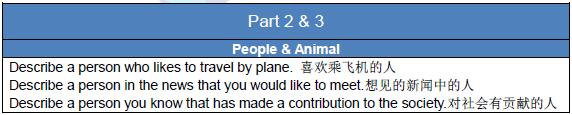 Part 2 & 3
People & Animal
Describe a person who likes to travel by plane. 喜欢乘飞机的人
Describe a person in the news that you would like to meet.想见的新闻中的人
Describe a person you know that has made a contribution to the society.对社会有贡献的人